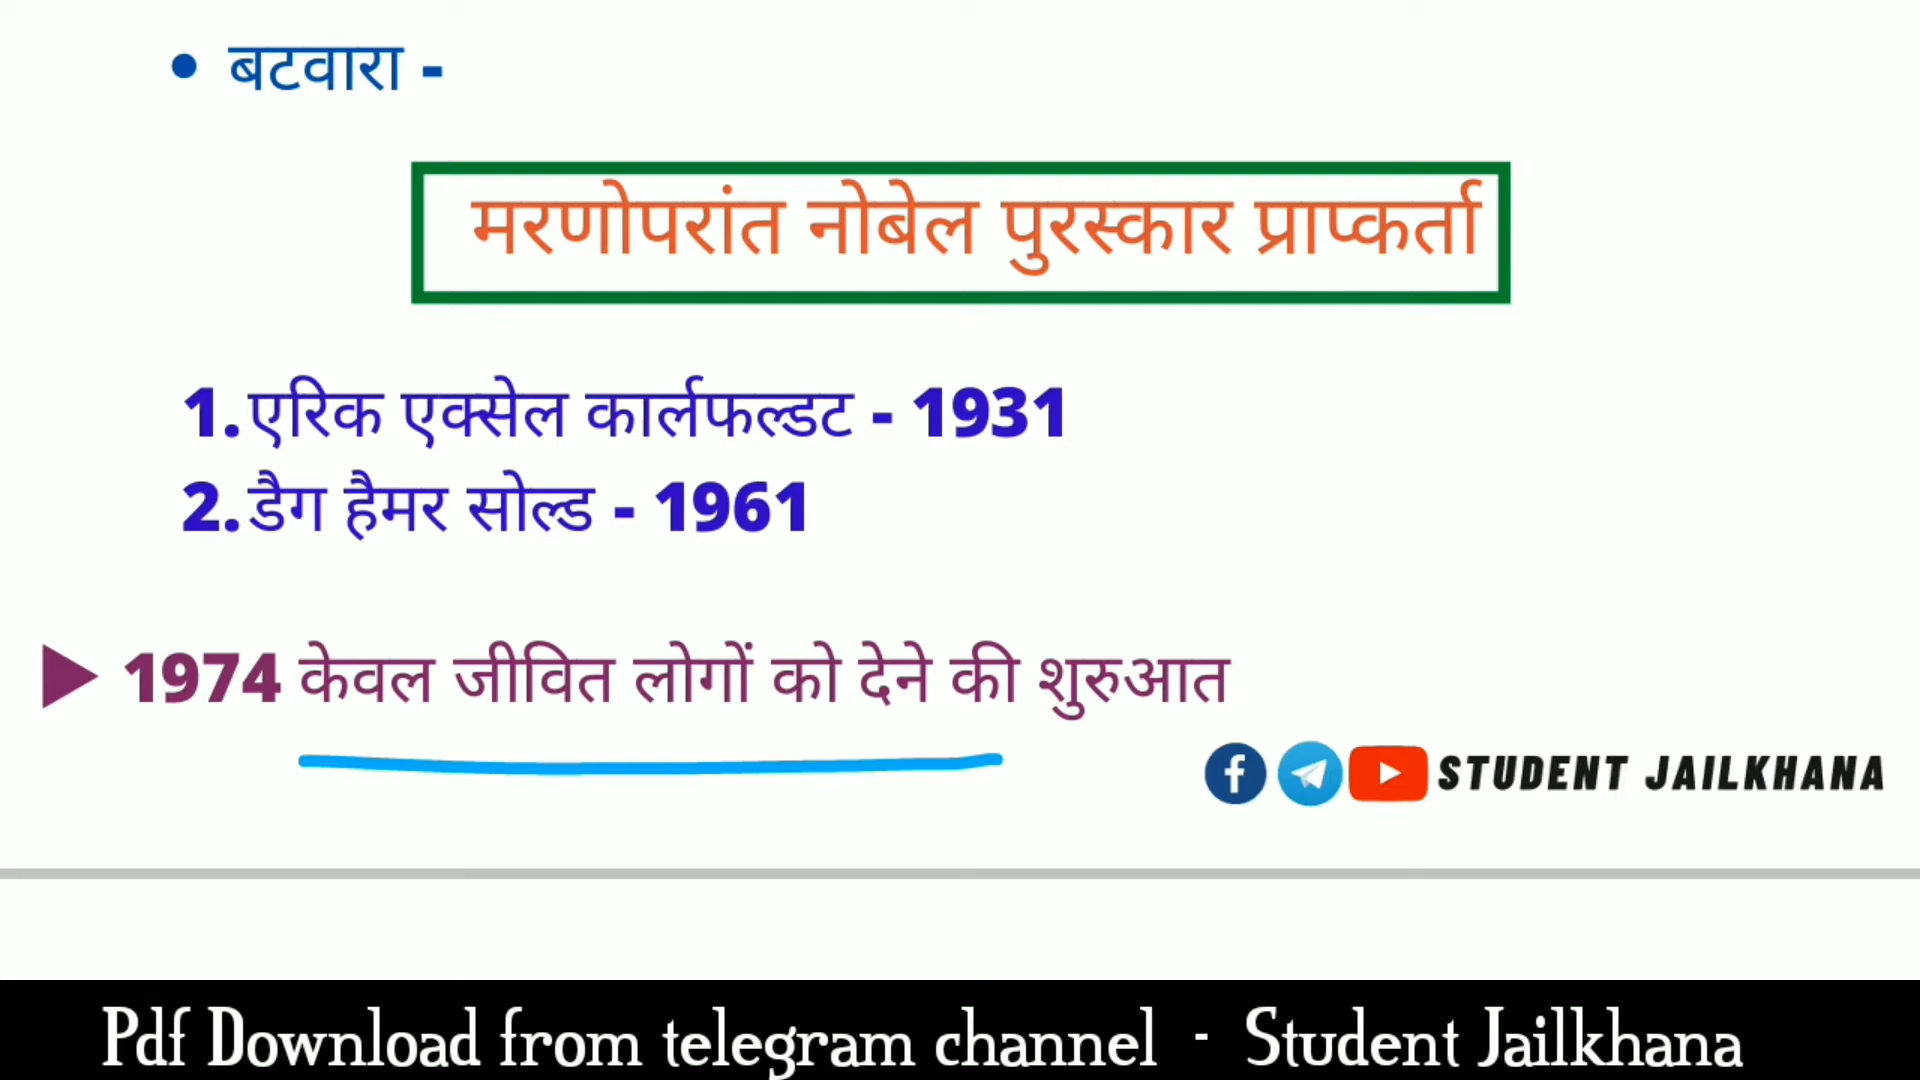 • बटवारा -
मरणोपरांत नोबेल पुरस्कार प्राप्कर्ता
1. एरिक एक्सेल कार्लफल्डट - 1931
2. डैग हैमर सोल्ड - 1961
1974 केवल जीवित लोगों को देने की शुरुआत
STUDENT JAILKHANA
Pdf Download from telegram channel - Student Jailkhana